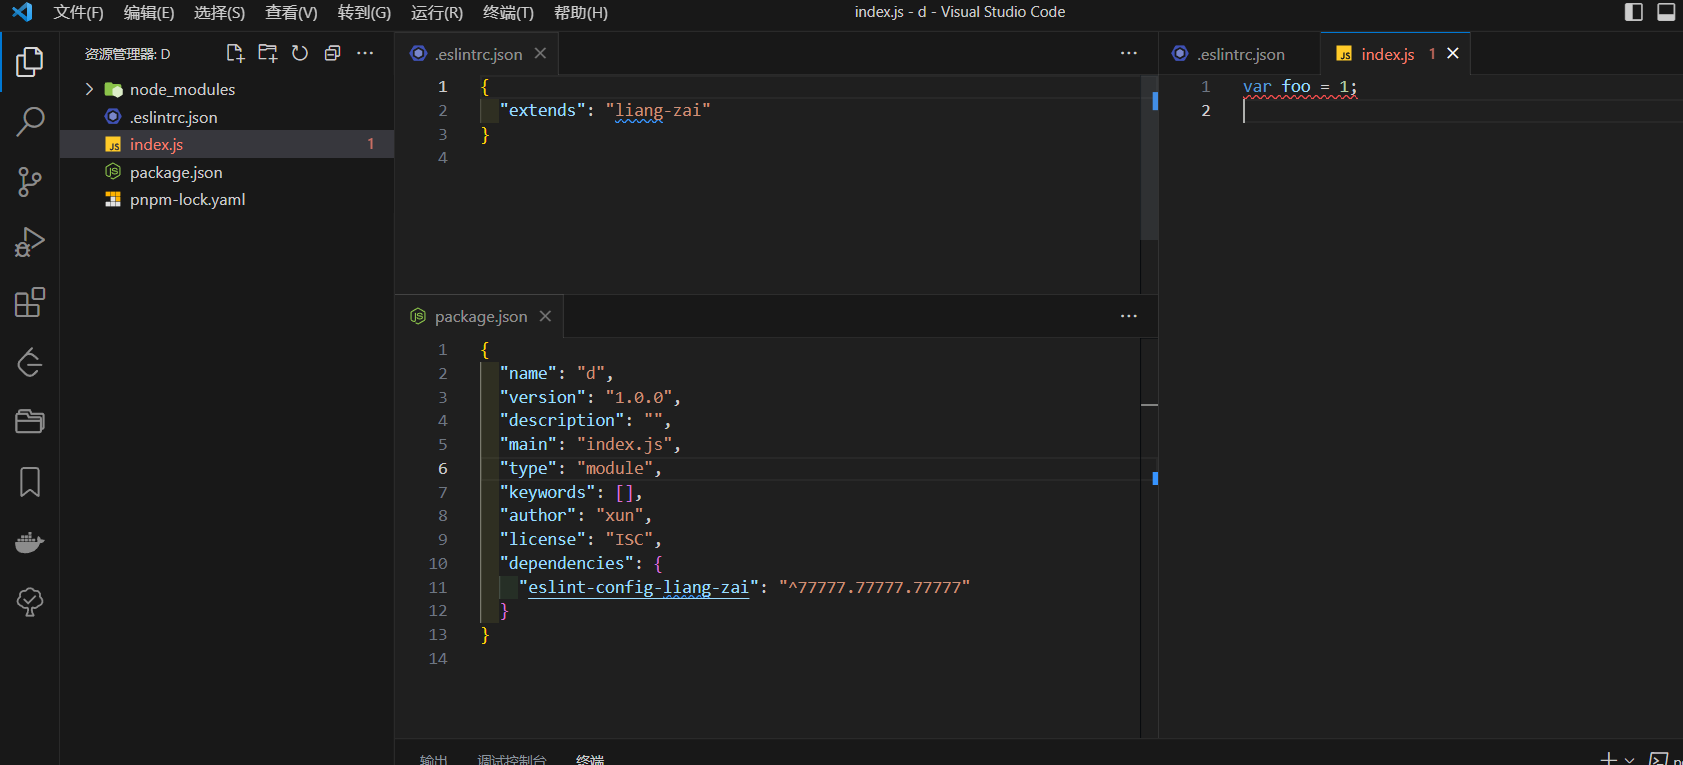 文件(F) 编辑(E) 选择(S) 查看(V) 转到(G) 运行(R) 终端(T) 帮助(H) index.js - d - Visual Studio Code
资源管理器: D
node_modules
.eslintrc.json
index.js 1
package.json
pnpm-lock.yaml
.eslintrc.json
1 {
2 "extends": "liang-zai"
3 }
4
package.json
1 {
2 "name": "d",
3 "version": "1.0.0",
4 "description": "",
5 "main": "index.js",
6 "type": "module",
7 "keywords": [],
8 "author": "xun",
9 "license": "ISC",
10 "dependencies": {
11 "eslint-config-liang-zai": "^77777.77777.77777"
12 }
13 }
14
.eslintrc.json index.js 1
1 var foo = 1;
2
输出 调试控制台 终端